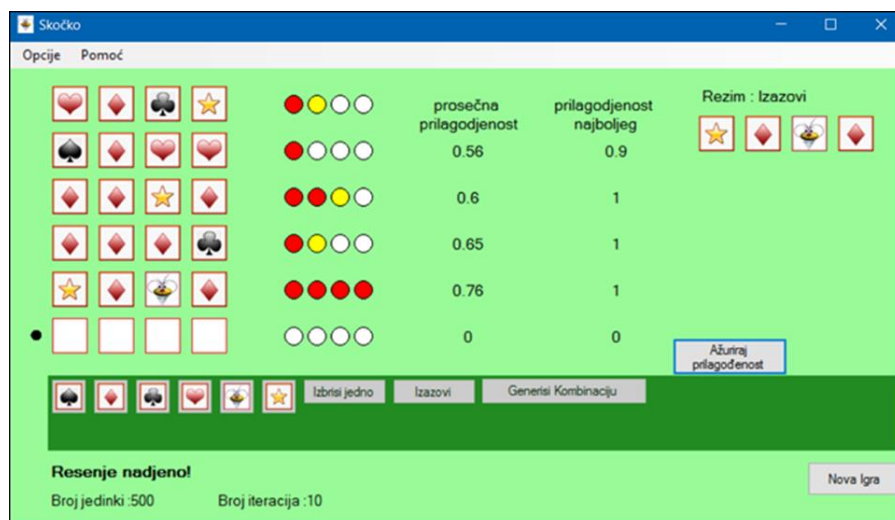 Skočko
Opcije Pomoć
prosečna prilagodjenost
prilagodjenost najboljeg
Rezim : Izazovi
0.56 0.9
0.6 1
0.65 1
0.76 1
0 0
Ažuriraj
prilagođenost
Izbrisi jedno Izazovi Generisi Kombinaciju
Resenje nadjeno!
Nova Igra
Broj jedinki :500 Broj iteracija :10